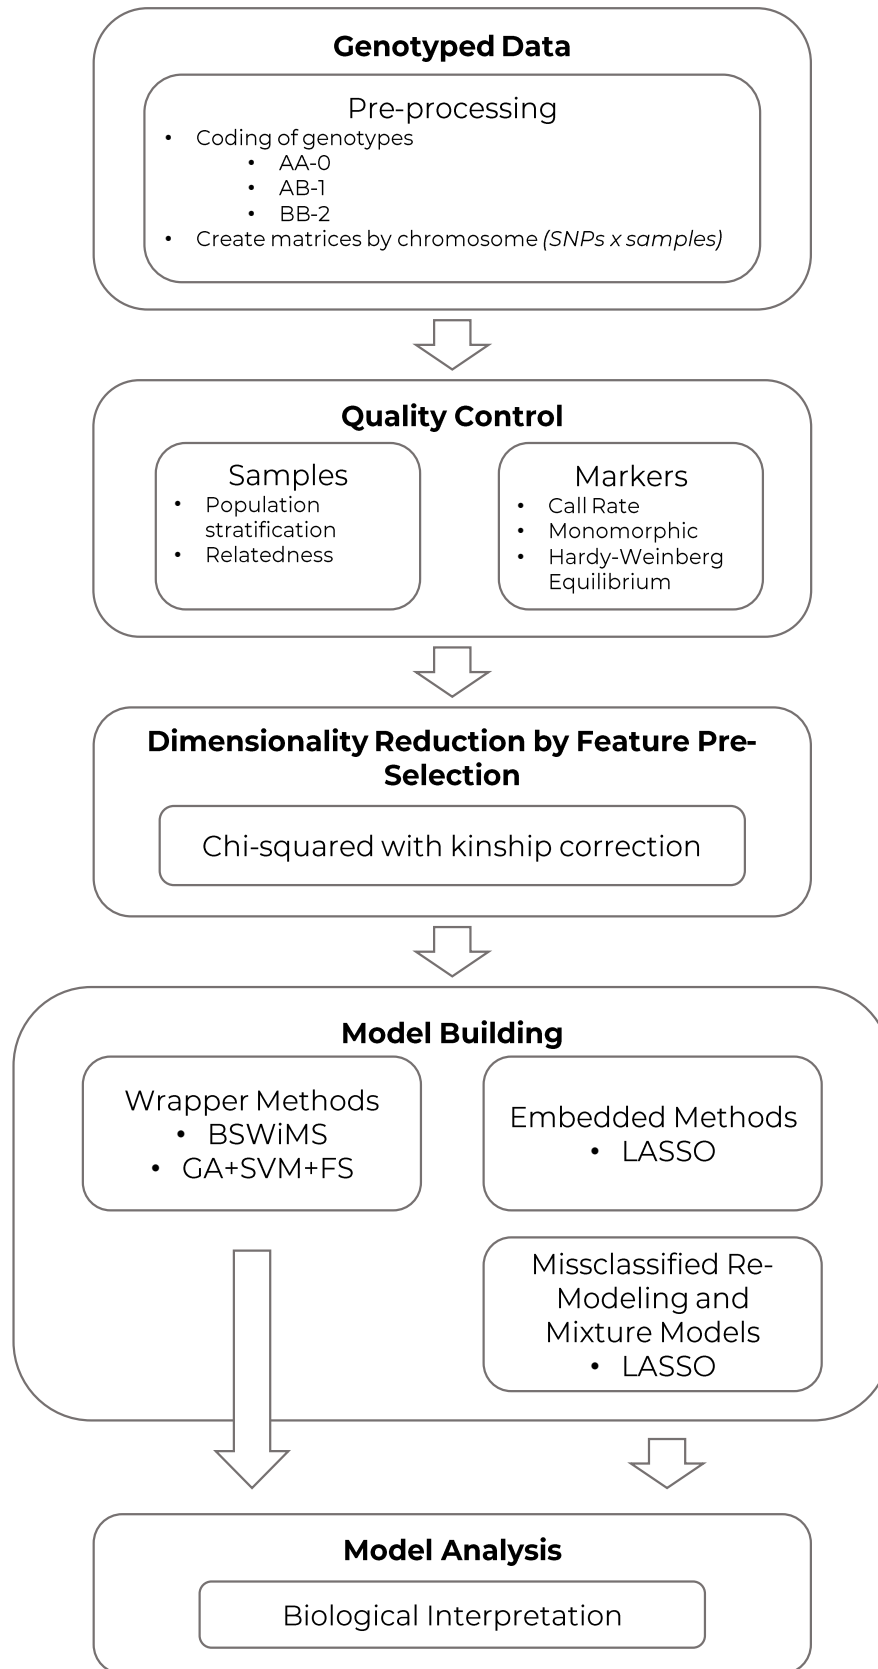 Genotyped Data
Pre-processing
• Coding of genotypes
• AA-0
• AB-1
• BB-2
• Create matrices by chromosome (SNPs x samples)
Quality Control
Samples
• Population
stratification
• Relatedness
Markers
• Call Rate
• Monomorphic
• Hardy-Weinberg
Equilibrium
Dimensionality Reduction by Feature Pre-
Selection
Chi-squared with kinship correction
Model Building
Wrapper Methods
• BSWiMS
• GA+SVM+FS
Embedded Methods
• LASSO
Missclassified Re-
Modeling and
Mixture Models
• LASSO
Model Analysis
Biological Interpretation